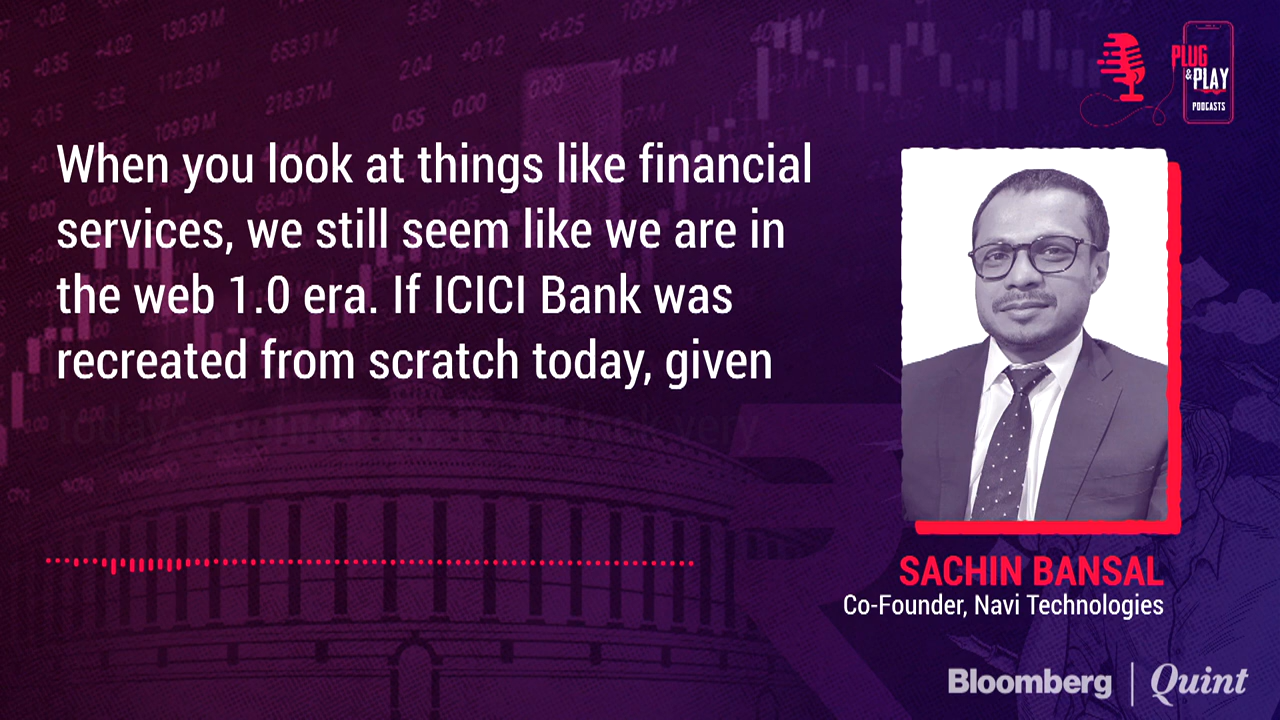 PLUG
& PLAY
PODCASTS
When you look at things like financial
services, we still seem like we are in
the web 1.0 era. If ICICI Bank was
recreated from scratch today, given
SACHIN BANSAL
Co-Founder, Navi Technologies
Bloomberg | Quint